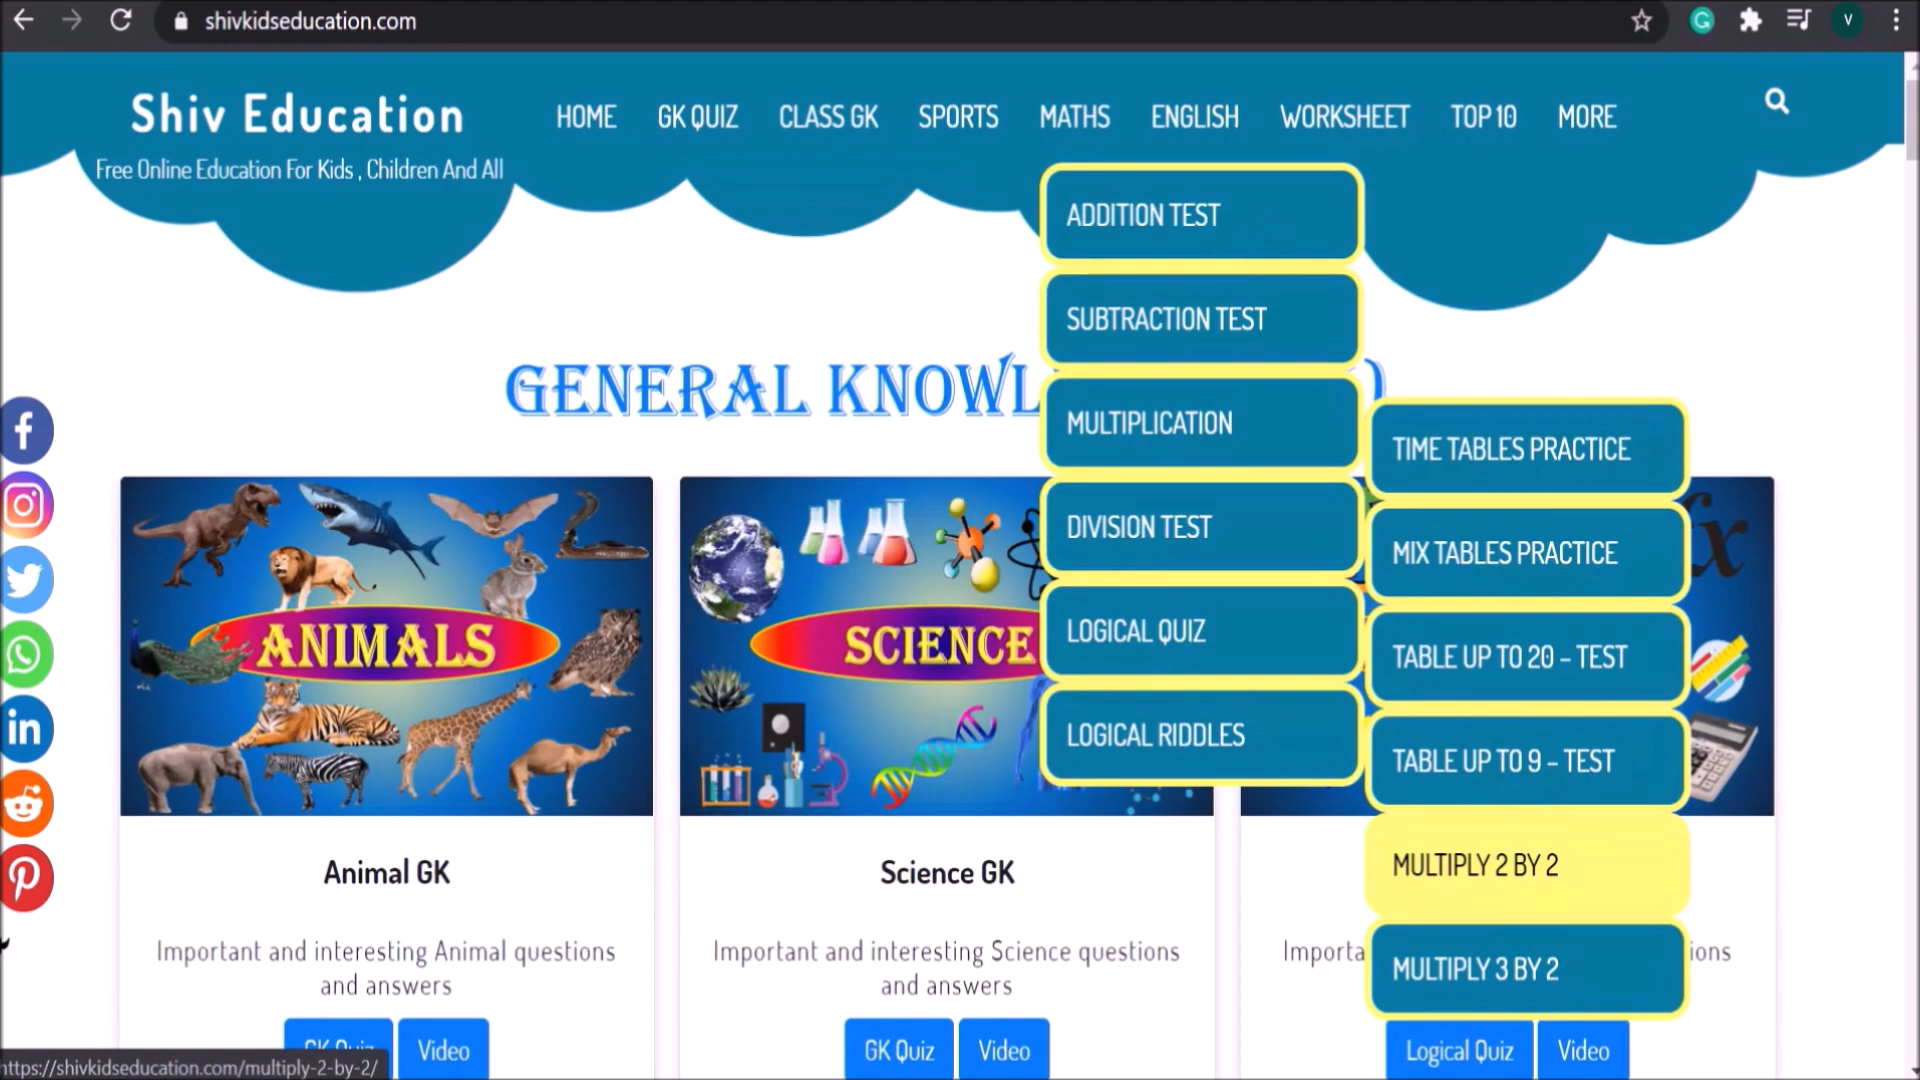 shivkidseducation.com
V
Shiv Education
Free Online Education For Kids , Children And All
HOME
GK QUIZ
CLASS GK
SPORTS
MATHS
ENGLISH
WORKSHEET
TOP 10
MORE
ADDITION TEST
SUBTRACTION TEST
MULTIPLICATION
DIVISION TEST
LOGICAL QUIZ
LOGICAL RIDDLES
TIME TABLES PRACTICE
MIX TABLES PRACTICE
TABLE UP TO 20 – TEST
TABLE UP TO 9 – TEST
MULTIPLY 2 BY 2
MULTIPLY 3 BY 2
GENERAL KNOWL
ANIMALS
SCIENCE
Animal GK
Important and interesting Animal questions
and answers
GK Quiz
Video
Science GK
Important and interesting Science questions
and answers
GK Quiz
Video
Logical Quiz
Video
https://shivkidseducation.com/multiply-2-by-2/